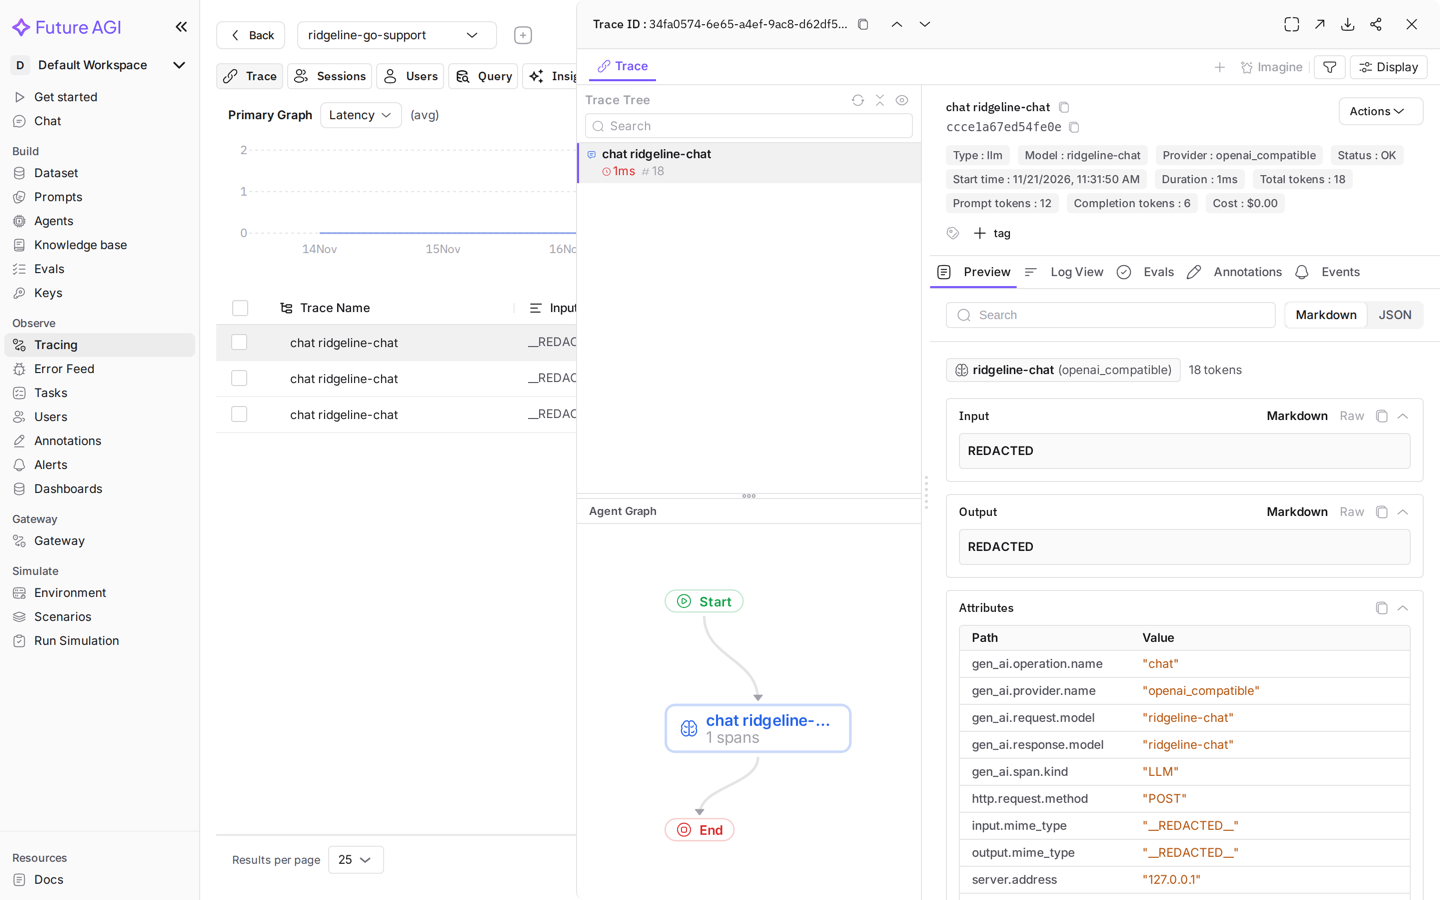 Future AGI
D Default Workspace
Get started
Chat
Build
Dataset
Prompts
Agents
Knowledge base
Evals
Keys
Observe
Tracing
Error Feed
Tasks
Users
Annotations
Alerts
Dashboards
Gateway
Gateway
Simulate
Environment
Scenarios
Run Simulation
Resources
Docs
Back
ridgeline-go-support
Trace
Sessions
Users
Query
Insig
Primary Graph
Latency
(avg)
2
1
0
14Nov
15Nov
16No
Trace Name
Input
chat ridgeline-chat
__REDAC
chat ridgeline-chat
__REDAC
chat ridgeline-chat
__REDAC
Results per page
25
Trace ID : 34fa0574-6e65-a4ef-9ac8-d62df5...
Trace
Imagine
Display
Trace Tree
Search
chat ridgeline-chat
1ms # 18
Agent Graph
Start
chat ridgeline-...
1 spans
End
chat ridgeline-chat
ccce1a67ed54fe0e
Actions
Type : llm
Model : ridgeline-chat
Provider : openai_compatible
Status : OK
Start time : 11/21/2026, 11:31:50 AM
Duration : 1ms
Total tokens : 18
Prompt tokens : 12
Completion tokens : 6
Cost : $0.00
+ tag
Preview
Log View
Evals
Annotations
Events
Search
Markdown
JSON
ridgeline-chat (openai_compatible)
18 tokens
Input
Markdown
Raw
REDACTED
Output
Markdown
Raw
REDACTED
Attributes
Path
Value
gen_ai.operation.name
"chat"
gen_ai.provider.name
"openai_compatible"
gen_ai.request.model
"ridgeline-chat"
gen_ai.response.model
"ridgeline-chat"
gen_ai.span.kind
"LLM"
http.request.method
"POST"
input.mime_type
"__REDACTED__"
output.mime_type
"__REDACTED__"
server.address
"127.0.0.1"